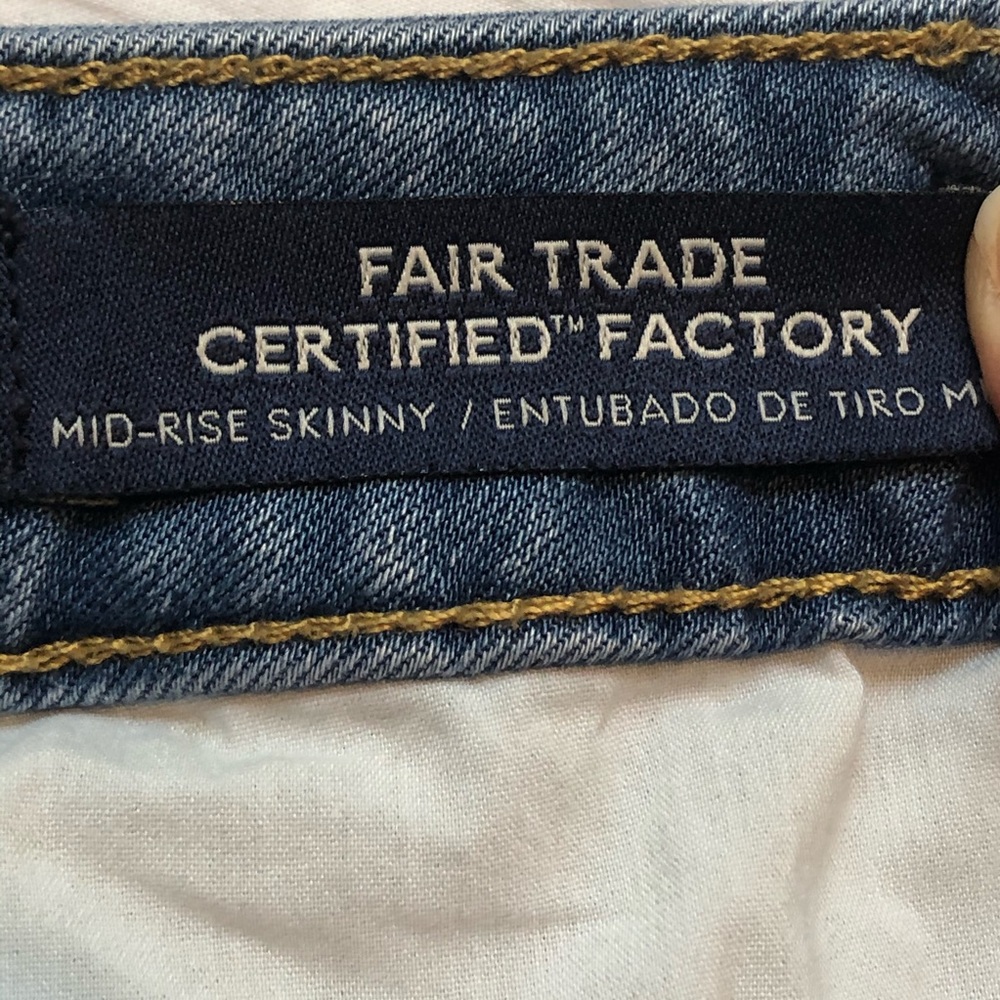 FAIR TRADE
CERTIFIED™ FACTORY
MID-RISE SKINNY / ENTUBADO DE TIRO